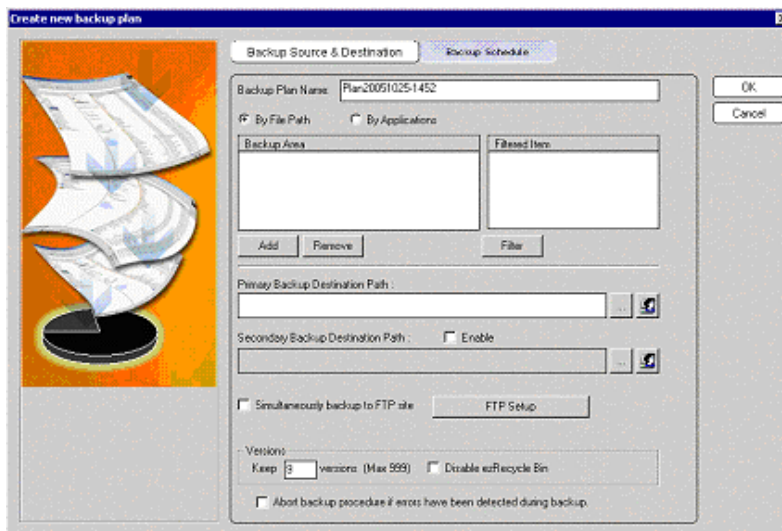 Create new backup plan
Backup Source & Destination
Backup Schedule
Backup Plan Name: Plan20051025-1452
OK
Cancel
By File Path
By Applications
Backup Area
Filtered Item
Add
Remove
Filter
Primary Backup Destination Path :
...
Secondary Backup Destination Path :
Enable
...
Simultaneously backup to FTP site
FTP Setup
Versions
Keep 9 versions. (Max 999)
Disable ezRecycle Bin
Abort backup procedure if errors have been detected during backup.